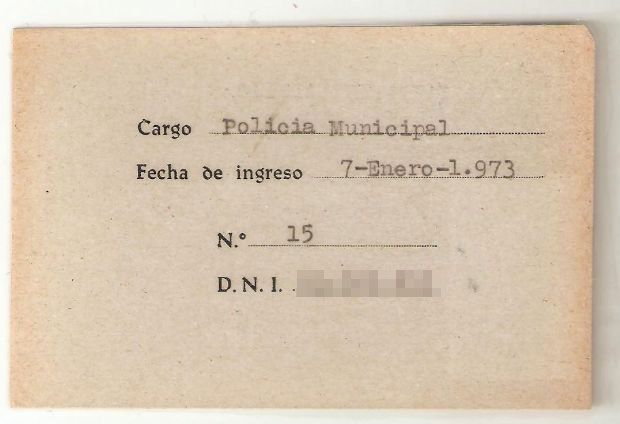 Cargo Policia Municipal
Fecha de ingreso 7-Enero-1.973
N.º 15
D. N. I.